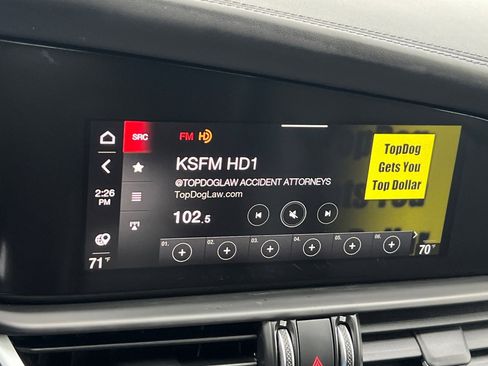 SRC
FM HD
KSFM HD1
@TOPDOGLAW ACCIDENT ATTORNEYS
TopDogLaw.com
102.5
TopDog
Gets You
Top Dollar
2:26
PM
01.
02.
03.
04.
05.
06.
71°F
70°F